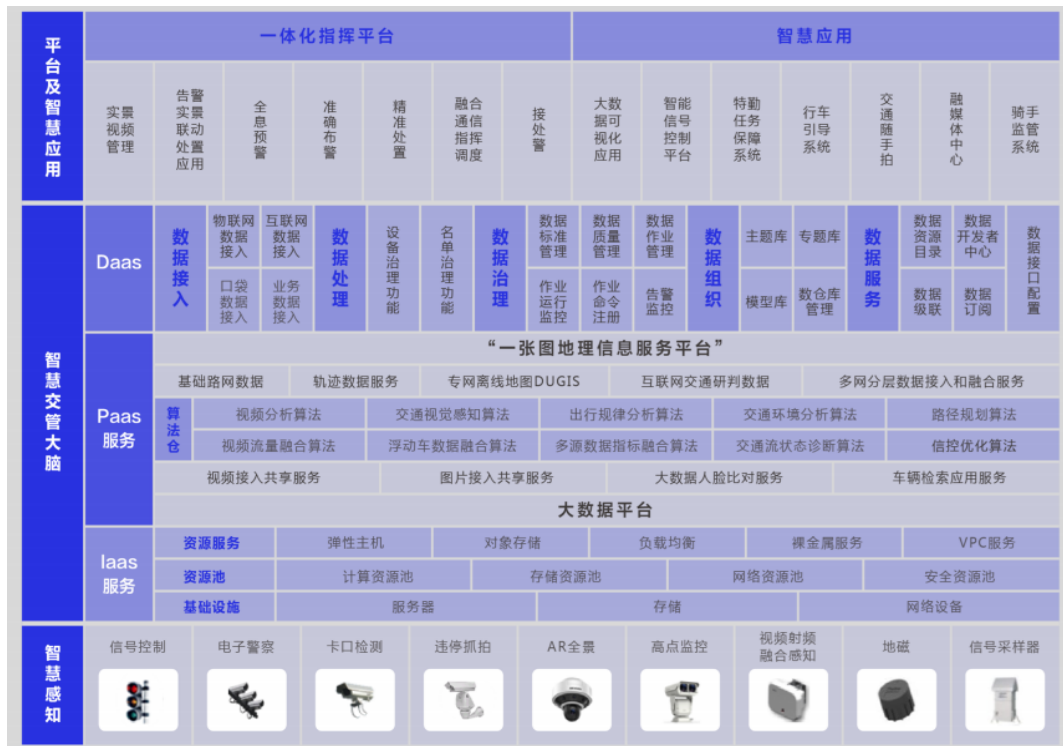 平台及智慧应用
一体化指挥平台
智慧应用
实景
视频
管理
告警
实景
联动
处置
应用
全息预警
准确布警
精准处置
融合
通信
指挥
调度
接处警
大数
据可
视化
应用
智能
信号
控制
平台
特勤
任务
保障
系统
行车
引导
系统
交通随手拍
融媒体中心
骑手
监管
系统
智慧交管大脑
Daas
数据接入
物联网
数据
接入
互联网
数据
接入
口袋
数据
接入
业务
数据
接入
数据处理
设备治理功能
名单治理功能
数据治理
数据
标准
管理
数据
质量
管理
数据
作业
管理
作业
运行
监控
作业
命令
注册
告警
监控
数据组织
主题库
专题库
模型库
数仓库
管理
数据服务
数据
资源
目录
数据
开发者
中心
数据
级联
数据
订阅
数据接口配置
Paas
服务
“一张图地理信息服务平台”
基础路网数据
轨迹数据服务
专网离线地图DUGIS
互联网交通研判数据
多网分层数据接入和融合服务
算法仓
视频分析算法
交通视觉感知算法
出行规律分析算法
交通环境分析算法
路径规划算法
视频流量融合算法
浮动车数据融合算法
多源数据指标融合算法
交通流状态诊断算法
信控优化算法
视频接入共享服务
图片接入共享服务
大数据人脸比对服务
车辆检索应用服务
大数据平台
Iaas
服务
资源服务
弹性主机
对象存储
负载均衡
裸金属服务
VPC服务
资源池
计算资源池
存储资源池
网络资源池
安全资源池
基础设施
服务器
存储
网络设备
智慧感知
信号控制
电子警察
卡口检测
违停抓拍
AR全景
高点监控
视频射频
融合感知
地磁
信号采样器